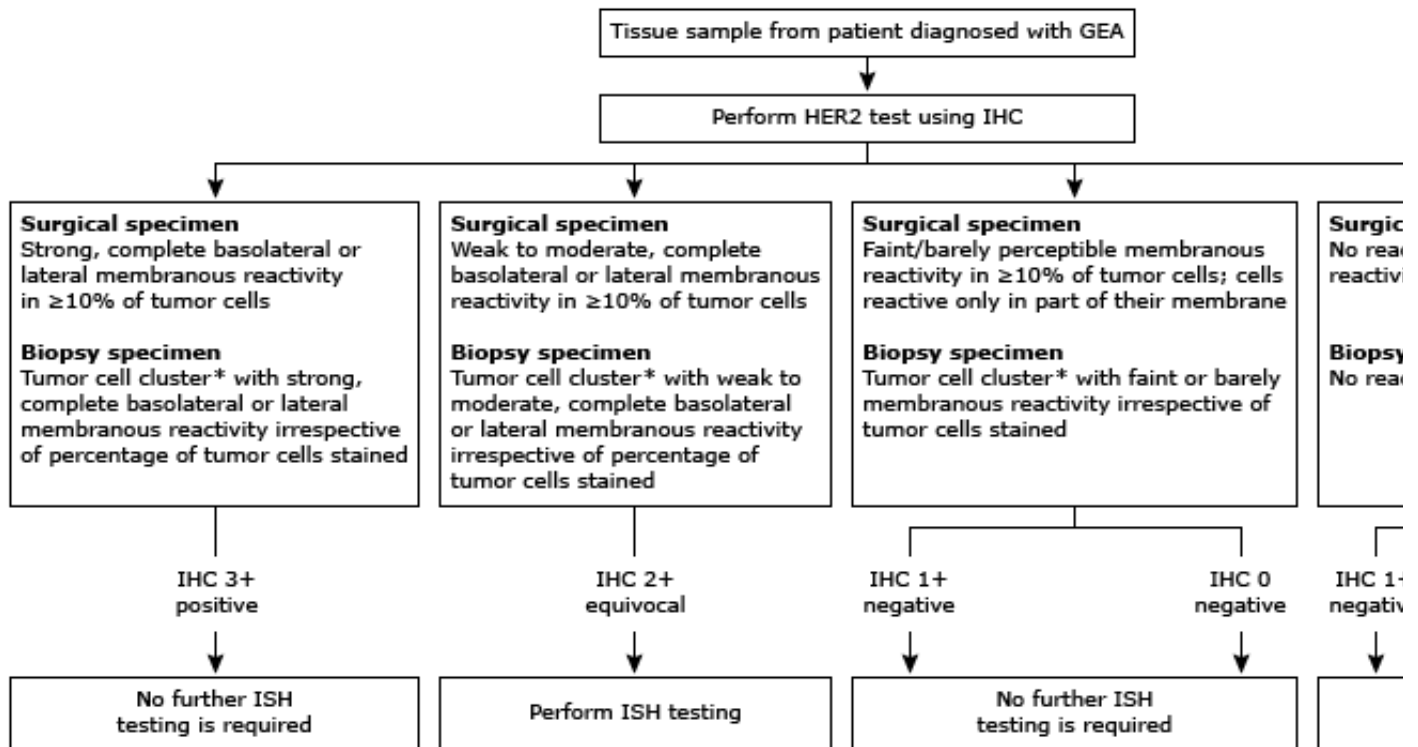 Tissue sample from patient diagnosed with GEA
Perform HER2 test using IHC
Surgical specimen
Strong, complete basolateral or
lateral membranous reactivity
in ≥10% of tumor cells
Biopsy specimen
Tumor cell cluster* with strong,
complete basolateral or lateral
membranous reactivity irrespective
of percentage of tumor cells stained
IHC 3+
positive
No further ISH
testing is required
Surgical specimen
Weak to moderate, complete
basolateral or lateral membranous
reactivity in ≥10% of tumor cells
Biopsy specimen
Tumor cell cluster* with weak to
moderate, complete basolateral
or lateral membranous reactivity
irrespective of percentage of
tumor cells stained
IHC 2+
equivocal
Perform ISH testing
Surgical specimen
Faint/barely perceptible membranous
reactivity in ≥10% of tumor cells; cells
reactive only in part of their membrane
Biopsy specimen
Tumor cell cluster* with faint or barely
membranous reactivity irrespective of
tumor cells stained
IHC 1+
negative
IHC 0
negative
No further ISH
testing is required
No
Biopsy
No
IHC 1+